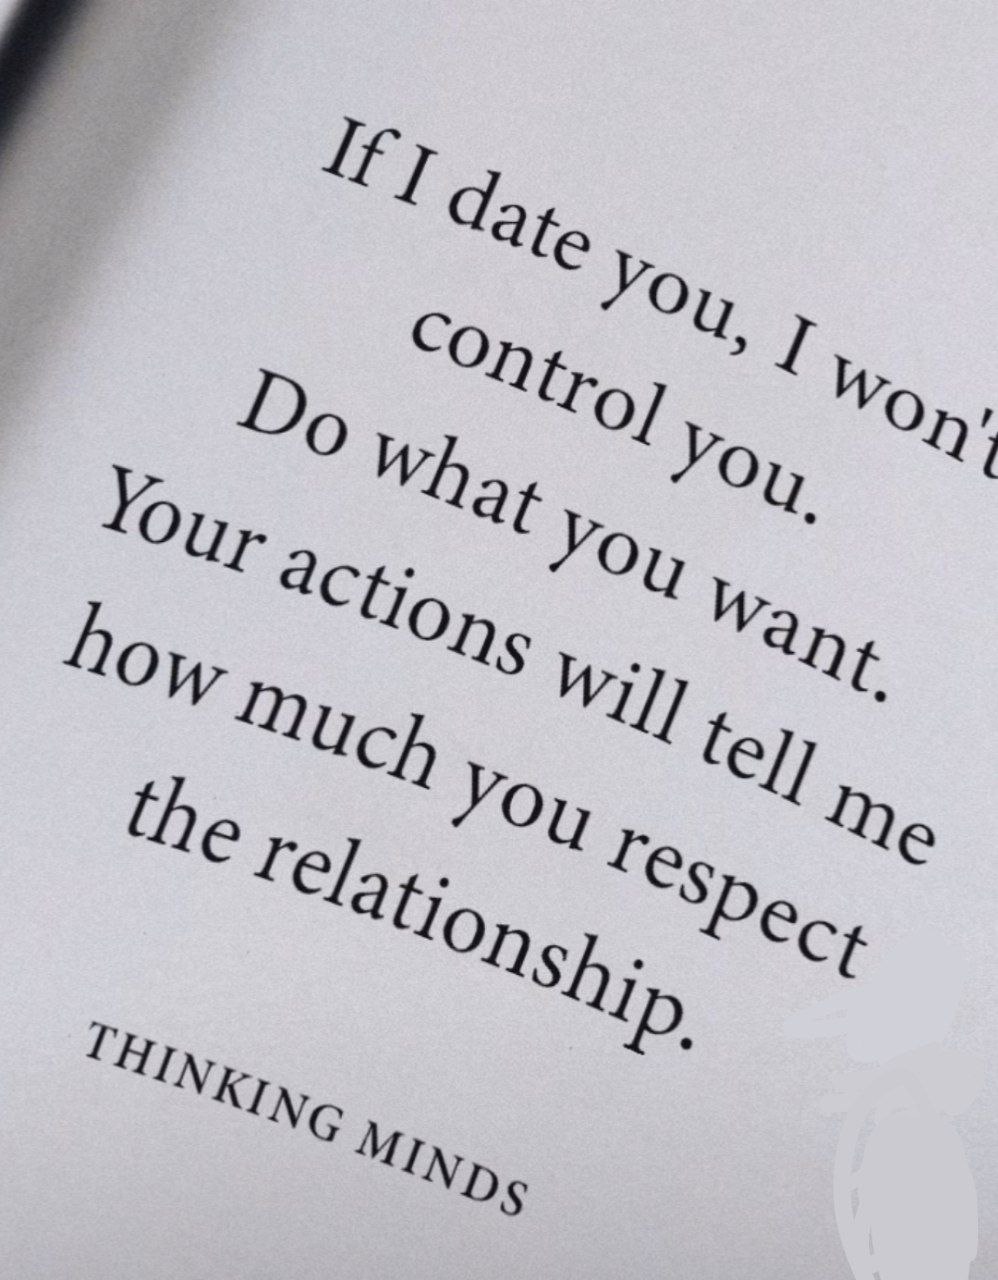 If I date you, I won't
control you.
Do what you want.
Your actions will tell me
how much you respect
the relationship.
THINKING MINDS